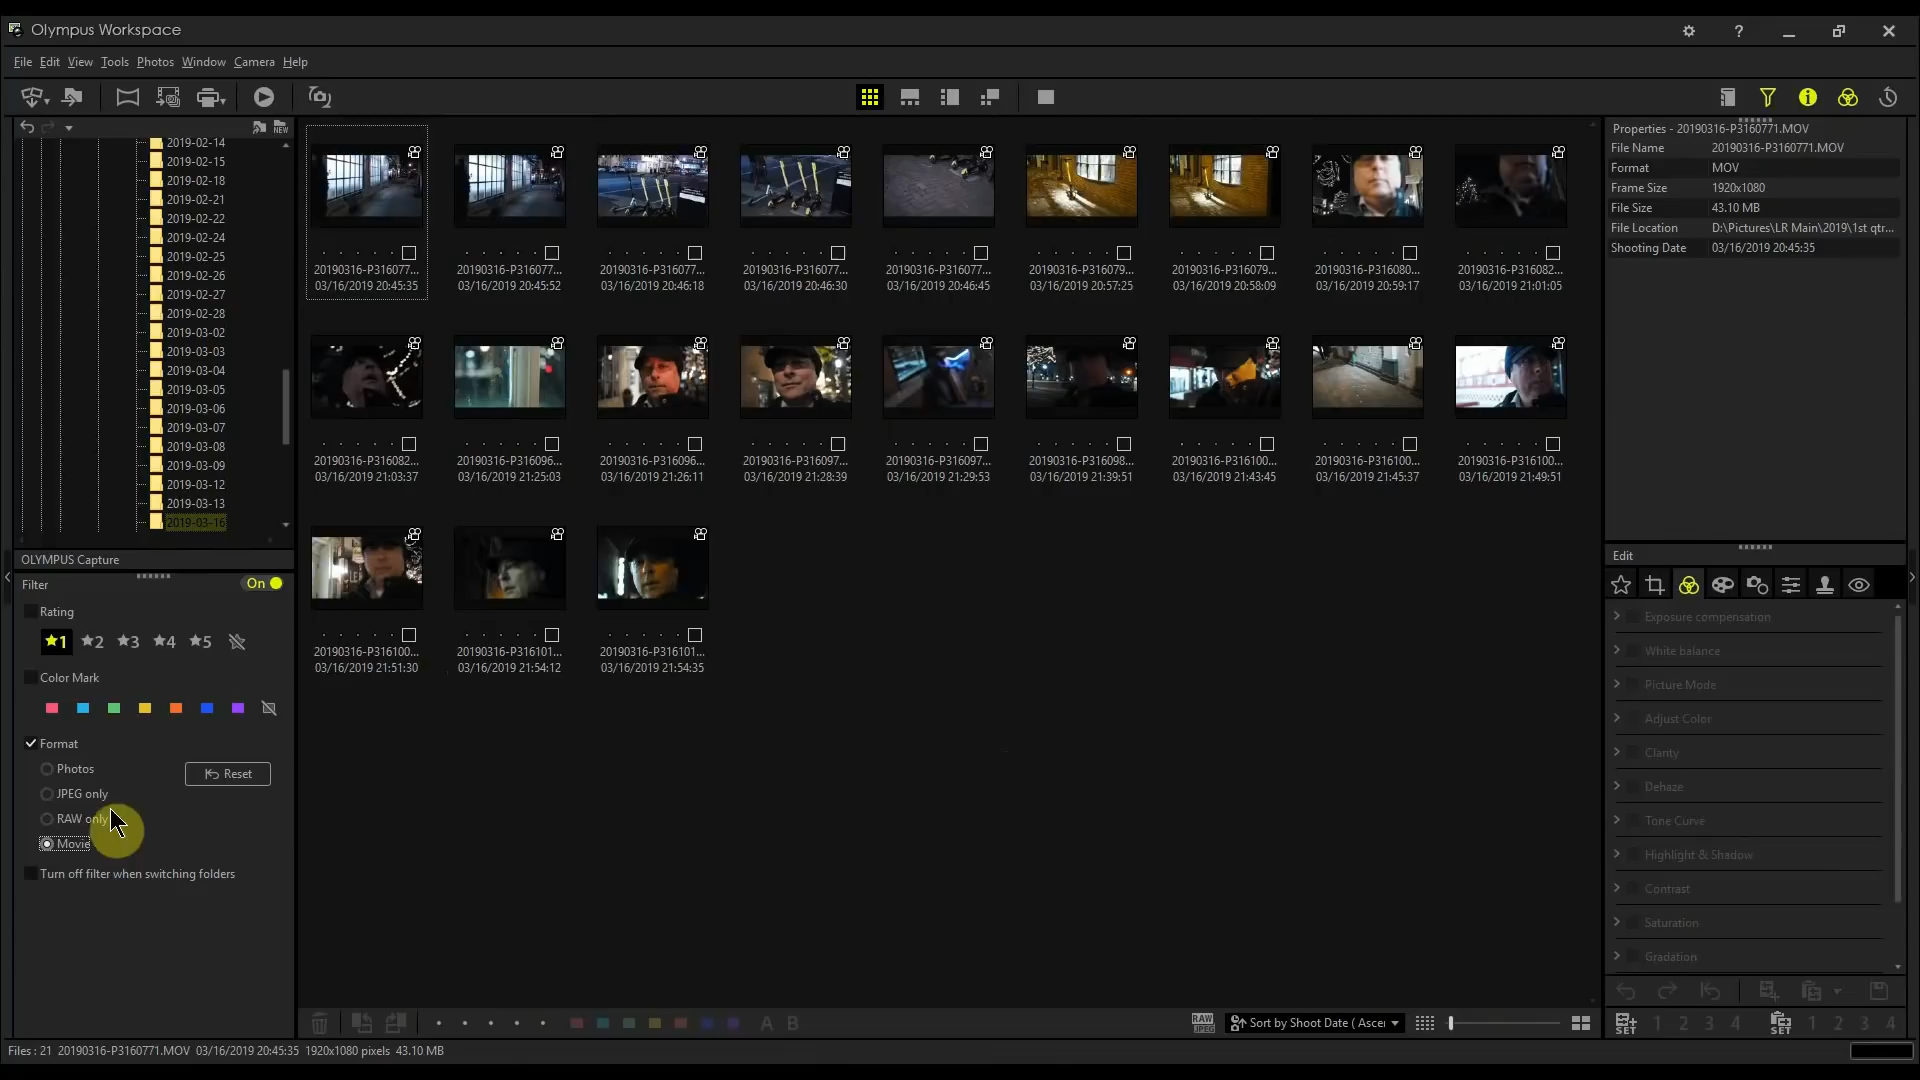 Olympus Workspace
File Edit View Tools Photos Window Camera Help
NEW
2019-02-14
2019-02-15
2019-02-18
2019-02-21
2019-02-22
2019-02-24
2019-02-25
2019-02-26
2019-02-27
2019-02-28
2019-03-02
2019-03-03
2019-03-04
2019-03-05
2019-03-06
2019-03-07
2019-03-08
2019-03-09
2019-03-12
2019-03-13
2019-03-16
OLYMPUS Capture
Filter On
Rating
1 2 3 4 5
Color Mark
Format
Photos
Reset
JPEG only
RAW only
Movie
Turn off filter when switching folders
20190316-P316077... 20190316-P316077... 20190316-P316077... 20190316-P316077... 20190316-P316077... 20190316-P316079... 20190316-P316079... 20190316-P316080... 20190316-P316082...
03/16/2019 20:45:35 03/16/2019 20:45:52 03/16/2019 20:46:18 03/16/2019 20:46:30 03/16/2019 20:46:45 03/16/2019 20:57:25 03/16/2019 20:58:09 03/16/2019 20:59:17 03/16/2019 21:01:05
20190316-P316082... 20190316-P316096... 20190316-P316096... 20190316-P316097... 20190316-P316097... 20190316-P316098... 20190316-P316100... 20190316-P316100... 20190316-P316100...
03/16/2019 21:03:37 03/16/2019 21:25:03 03/16/2019 21:26:11 03/16/2019 21:28:39 03/16/2019 21:29:53 03/16/2019 21:39:51 03/16/2019 21:43:45 03/16/2019 21:45:37 03/16/2019 21:49:51
20190316-P316100... 20190316-P316101... 20190316-P316101...
03/16/2019 21:51:30 03/16/2019 21:54:12 03/16/2019 21:54:35
A B
RAW JPEG
Sort by Shoot Date ( Ascer
Properties - 20190316-P3160771.MOV
File Name 20190316-P3160771.MOV
Format MOV
Frame Size 1920x1080
File Size 43.10 MB
File Location D:\Pictures\LR Main\2019\1st qtr...
Shooting Date 03/16/2019 20:45:35
Edit
Exposure compensation
White balance
Picture Mode
Adjust Color
Clarity
Dehaze
Tone Curve
Highlight & Shadow
Contrast
Saturation
Gradation
SET 1 2 3 4 SET 1 2 3 4
Files : 21 20190316-P3160771.MOV 03/16/2019 20:45:35 1920x1080 pixels 43.10 MB